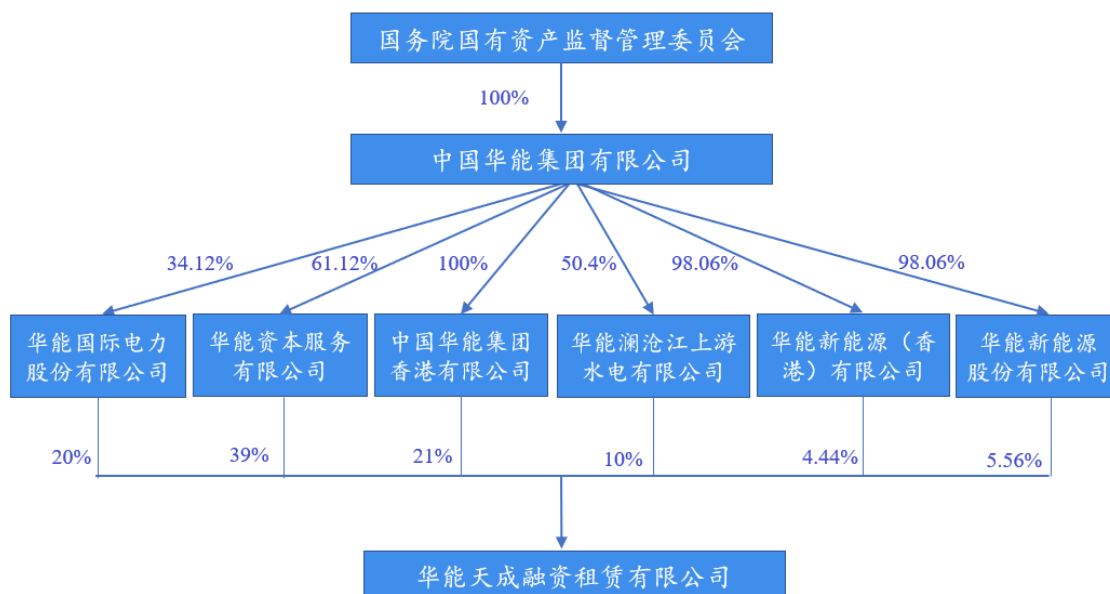 国务院国有资产监督管理委员会
100%
中国华能集团有限公司
34.12%
61.12%
100%
50.4%
98.06%
98.06%
华能国际电力
股份有限公司
华能资本服务
有限公司
中国华能集团
香港有限公司
华能澜沧江上游
水电有限公司
华能新能源（香
港）有限公司
华能新能源
股份有限公司
20%
39%
21%
10%
4.44%
5.56%
华能天成融资租赁有限公司